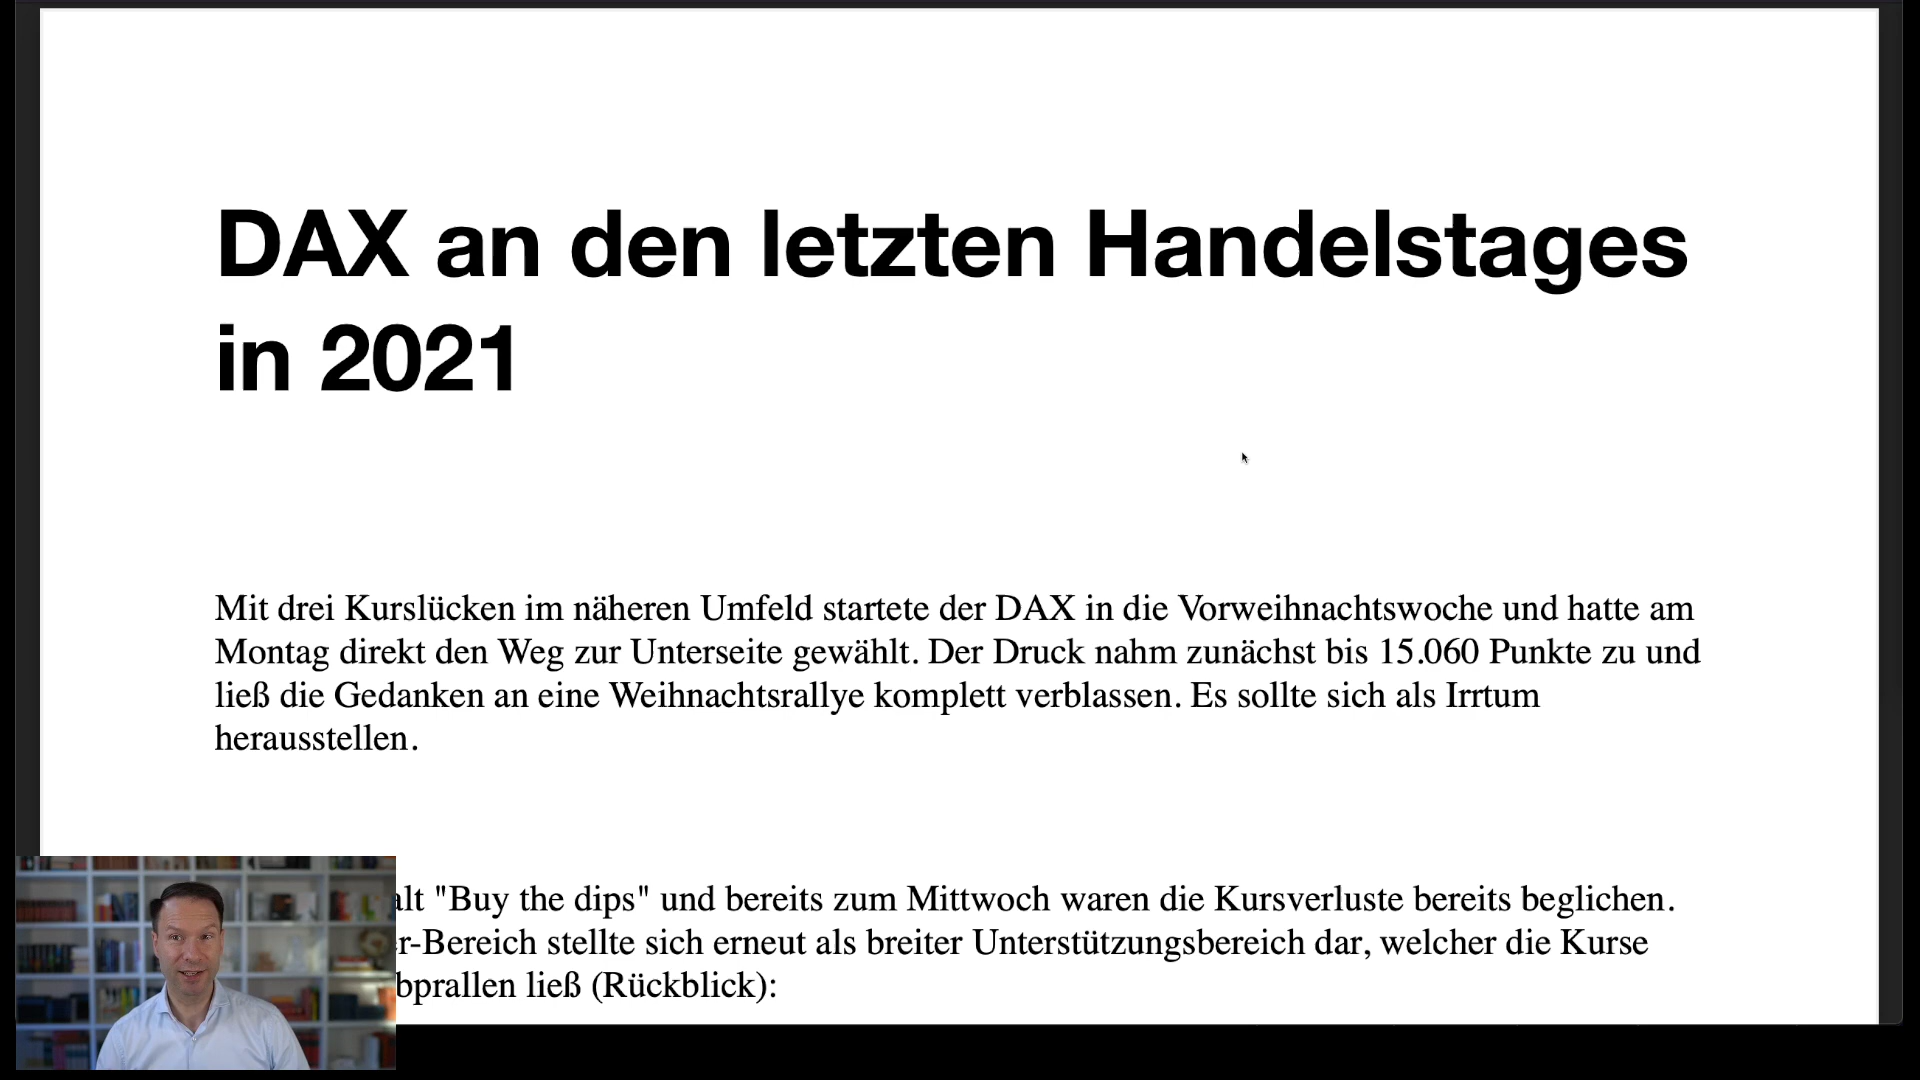 DAX an den letzten Handelstages
in 2021
Mit drei Kurslücken im näheren Umfeld startete der DAX in die Vorweihnachtswoche und hatte am
Montag direkt den Weg zur Unterseite gewählt. Der Druck nahm zunächst bis 15.060 Punkte zu und
ließ die Gedanken an eine Weihnachtsrallye komplett verblassen. Es sollte sich als Irrtum
herausstellen.
alt "Buy the dips" und bereits zum Mittwoch waren die Kursverluste bereits beglichen.
r-Bereich stellte sich erneut als breiter Unterstützungsbereich dar, welcher die Kurse
bprallen ließ (Rückblick):